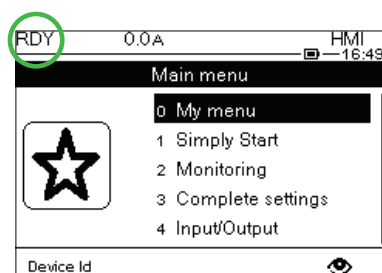 RDY 0.0A HMI
16:49
Main menu
0 My menu
1 Simply Start
2 Monitoring
3 Complete settings
4 Input/Output
Device Id